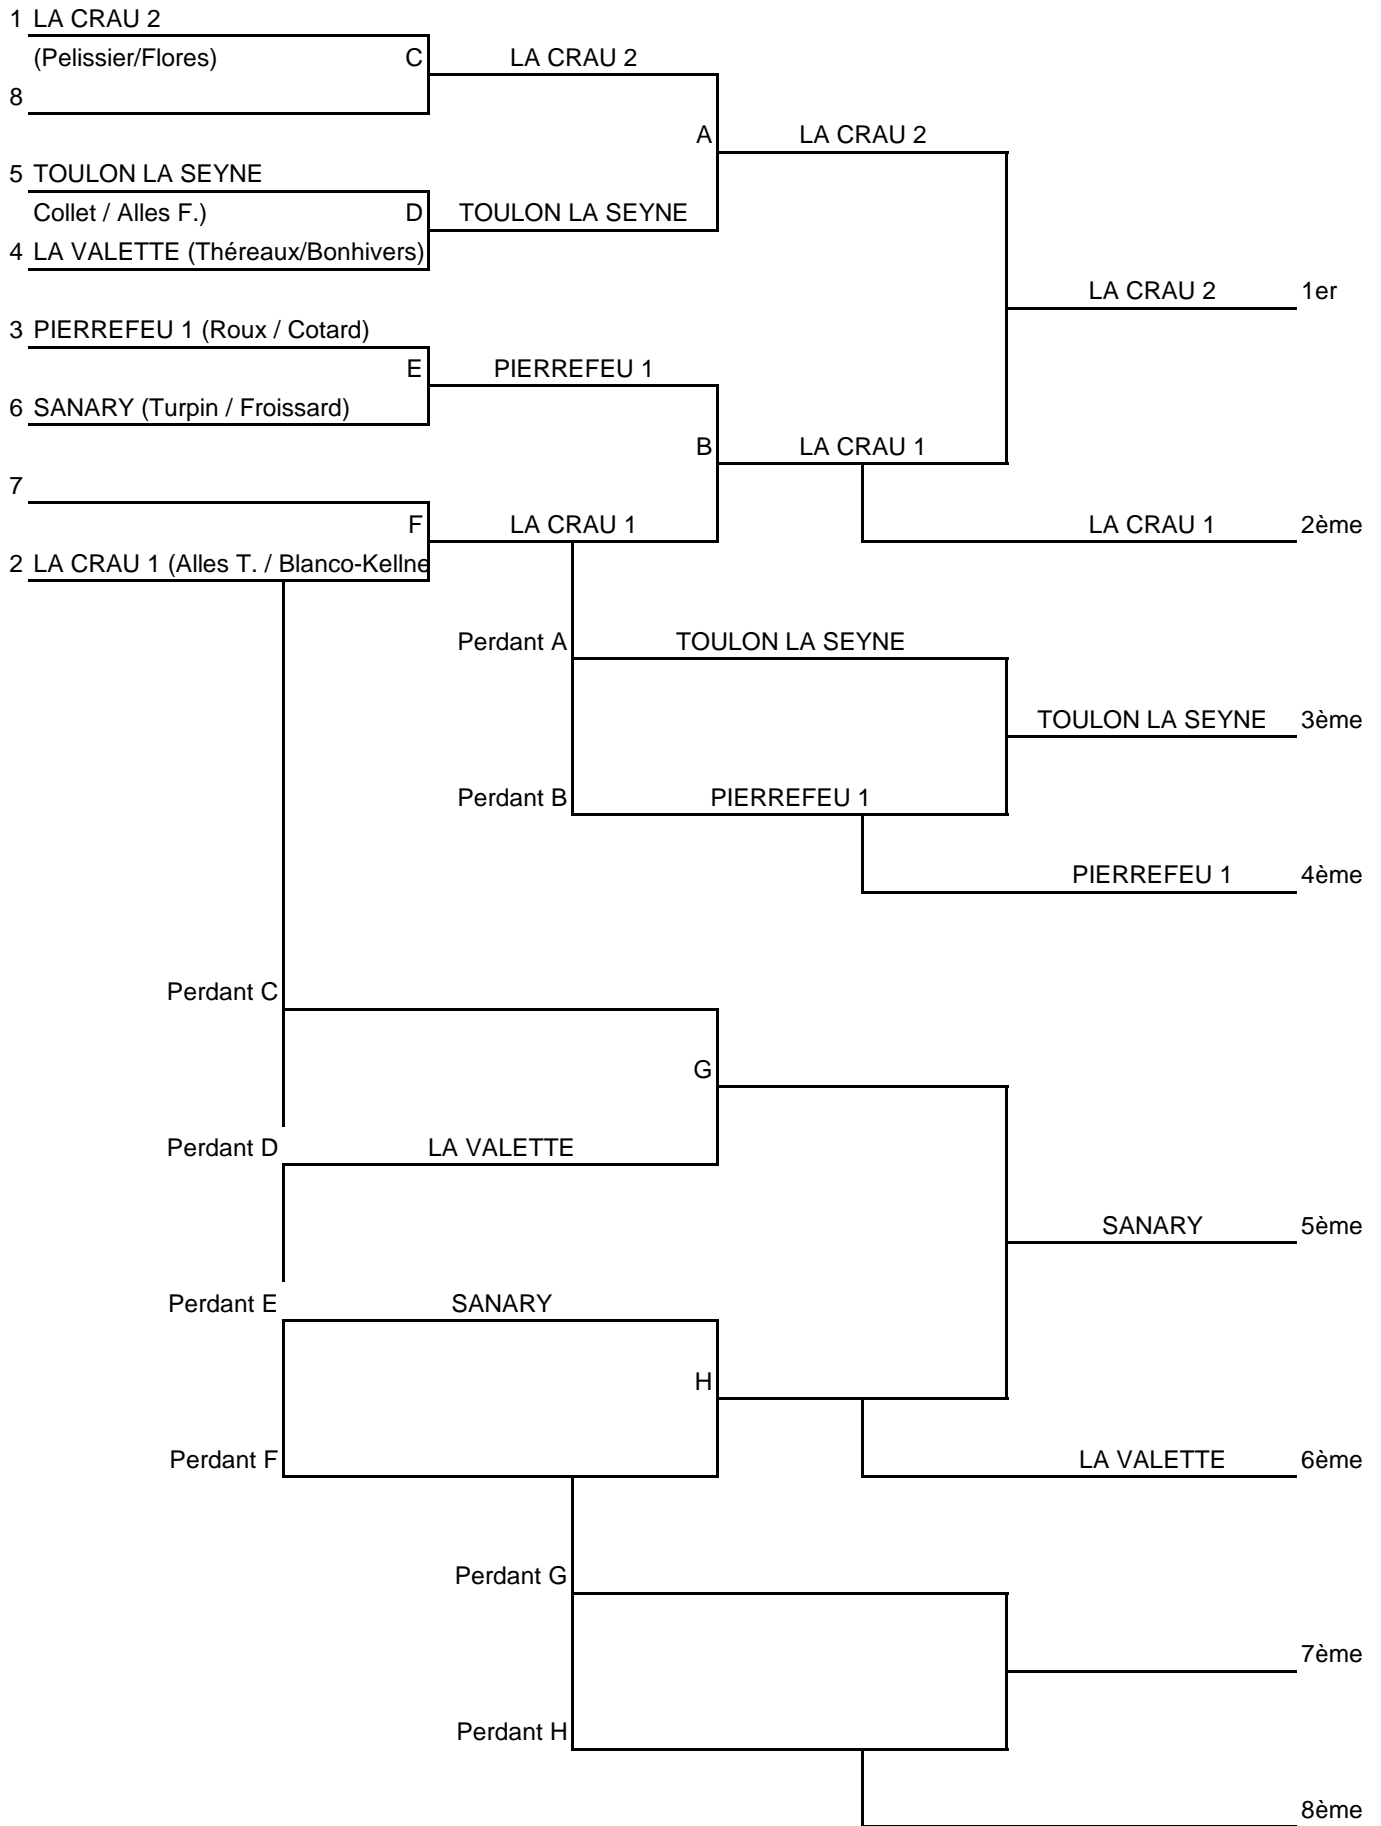 1 LA CRAU 2
(Pelissier/Flores) C LA CRAU 2
8
A LA CRAU 2
5 TOULON LA SEYNE
Collet / Alles F.) D TOULON LA SEYNE
4 LA VALETTE (Théreaux/Bonhivers)
LA CRAU 2 1er
3 PIERREFEU 1 (Roux / Cotard)
E PIERREFEU 1
6 SANARY (Turpin / Froissard)
B LA CRAU 1
7
F LA CRAU 1 LA CRAU 1 2ème
2 LA CRAU 1 (Alles T. / Blanco-Kellne
Perdant A TOULON LA SEYNE
TOULON LA SEYNE 3ème
Perdant B PIERREFEU 1
PIERREFEU 1 4ème
Perdant C
G
Perdant D LA VALETTE
SANARY 5ème
Perdant E SANARY
H
Perdant F LA VALETTE 6ème
Perdant G
7ème
Perdant H
8ème